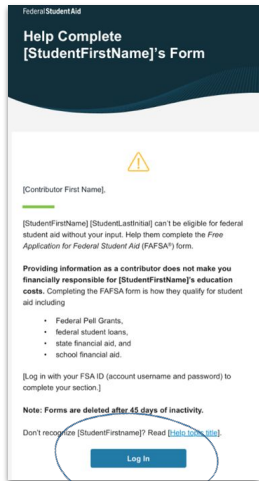 Federal Student Aid
Help Complete
[StudentFirstName]'s Form
[Contributor First Name],
[StudentFirstName] [StudentLastInitial] can't be eligible for federal
student aid without your input. Help them complete the Free
Application for Federal Student Aid (FAFSA®) form.
Providing information as a contributor does not make you
financially responsible for [StudentFirstName]'s education
costs. Completing the FAFSA form is how they qualify for student
aid including
• Federal Pell Grants,
• federal student loans,
• state financial aid, and
• school financial aid.
[Log in with your FSA ID (account username and password) to
complete your section.]
Note: Forms are deleted after 45 days of inactivity.
Don't recognize [StudentFirstname]? Read [Help topic title].
Log In